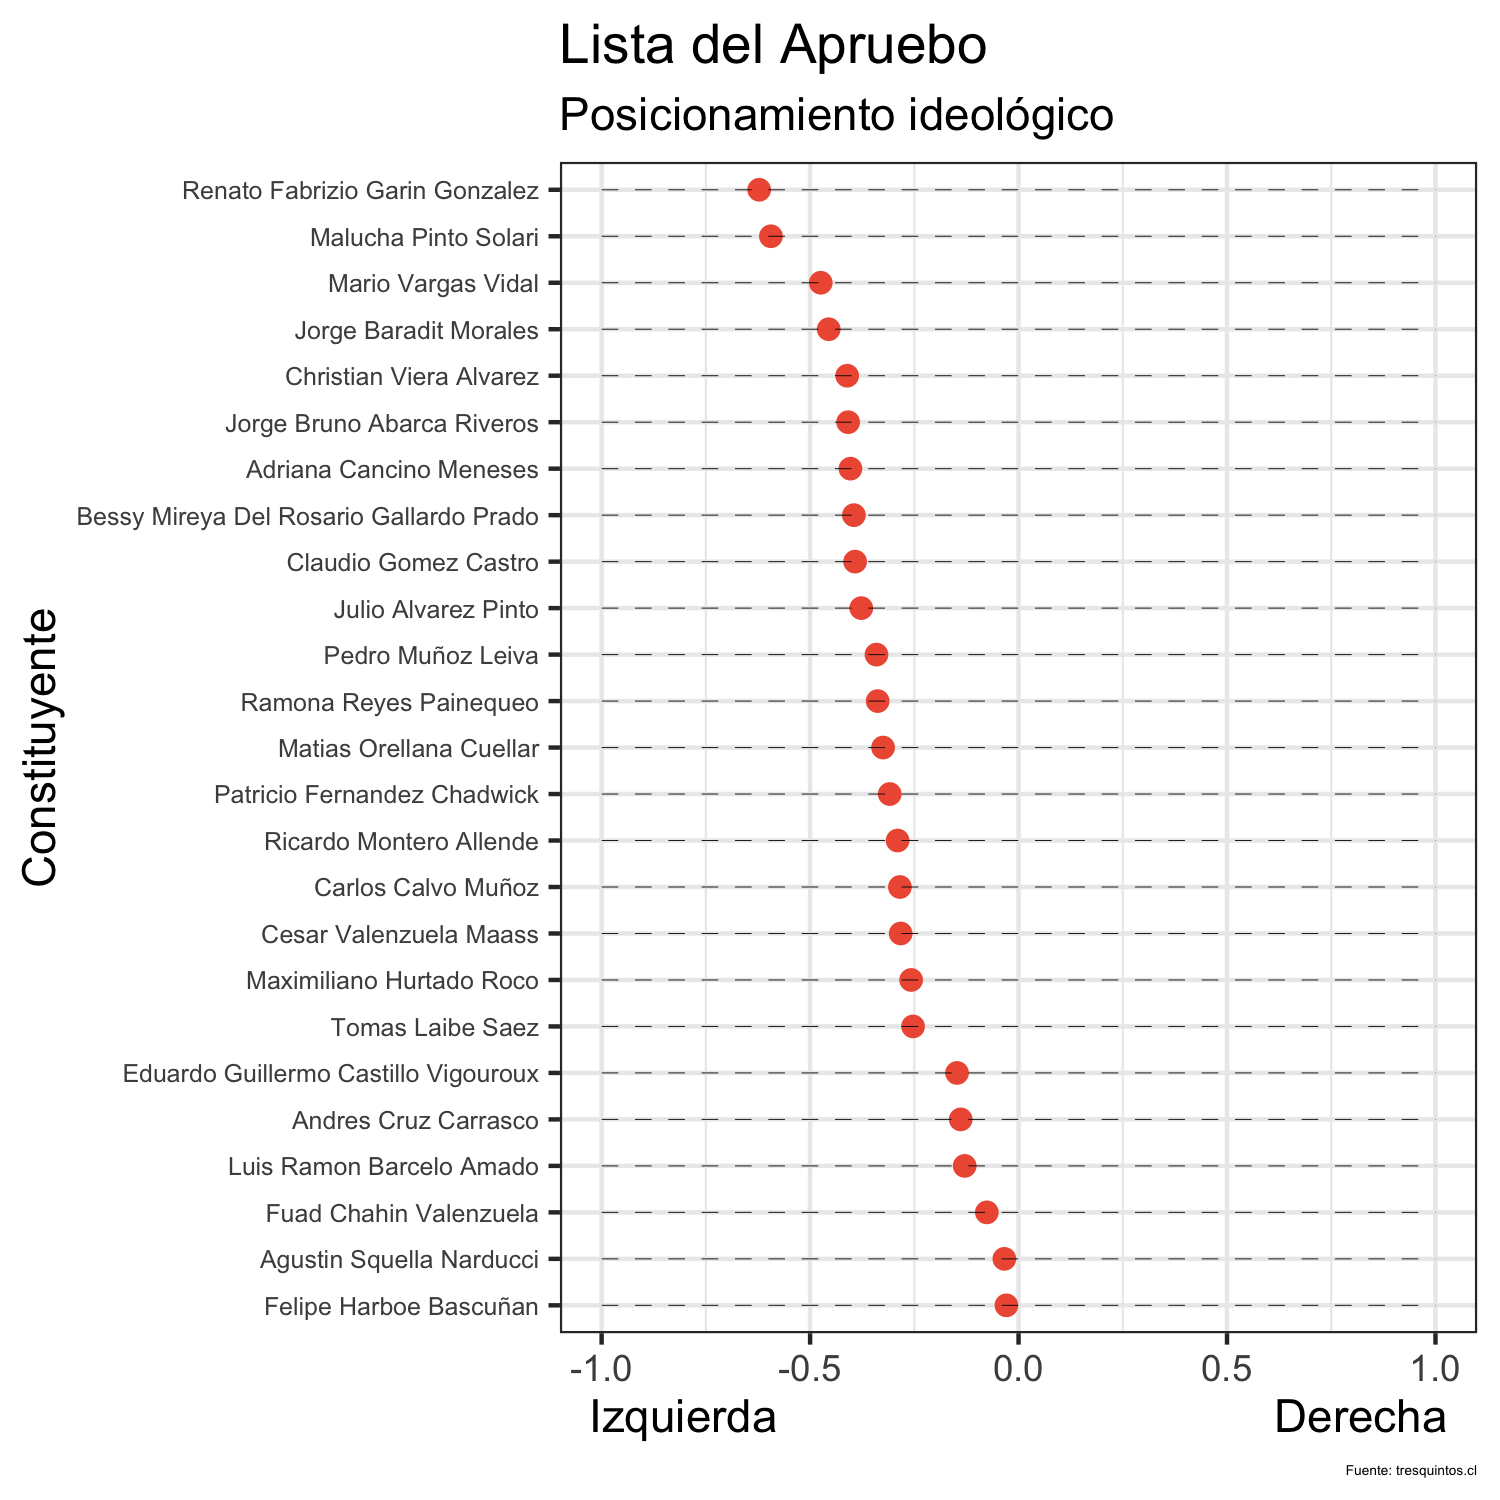 Lista del Apruebo
Posicionamiento ideológico
Constituyente
Renato Fabrizio Garin Gonzalez
Malucha Pinto Solari
Mario Vargas Vidal
Jorge Baradit Morales
Christian Viera Alvarez
Jorge Bruno Abarca Riveros
Adriana Cancino Meneses
Bessy Mireya Del Rosario Gallardo Prado
Claudio Gomez Castro
Julio Alvarez Pinto
Pedro Muñoz Leiva
Ramona Reyes Painequeo
Matias Orellana Cuellar
Patricio Fernandez Chadwick
Ricardo Montero Allende
Carlos Calvo Muñoz
Cesar Valenzuela Maass
Maximiliano Hurtado Roco
Tomas Laibe Saez
Eduardo Guillermo Castillo Vigouroux
Andres Cruz Carrasco
Luis Ramon Barcelo Amado
Fuad Chahin Valenzuela
Agustin Squella Narducci
Felipe Harboe Bascuñan
-1.0 -0.5 0.0 0.5 1.0
Izquierda Derecha
Fuente: tresquintos.cl